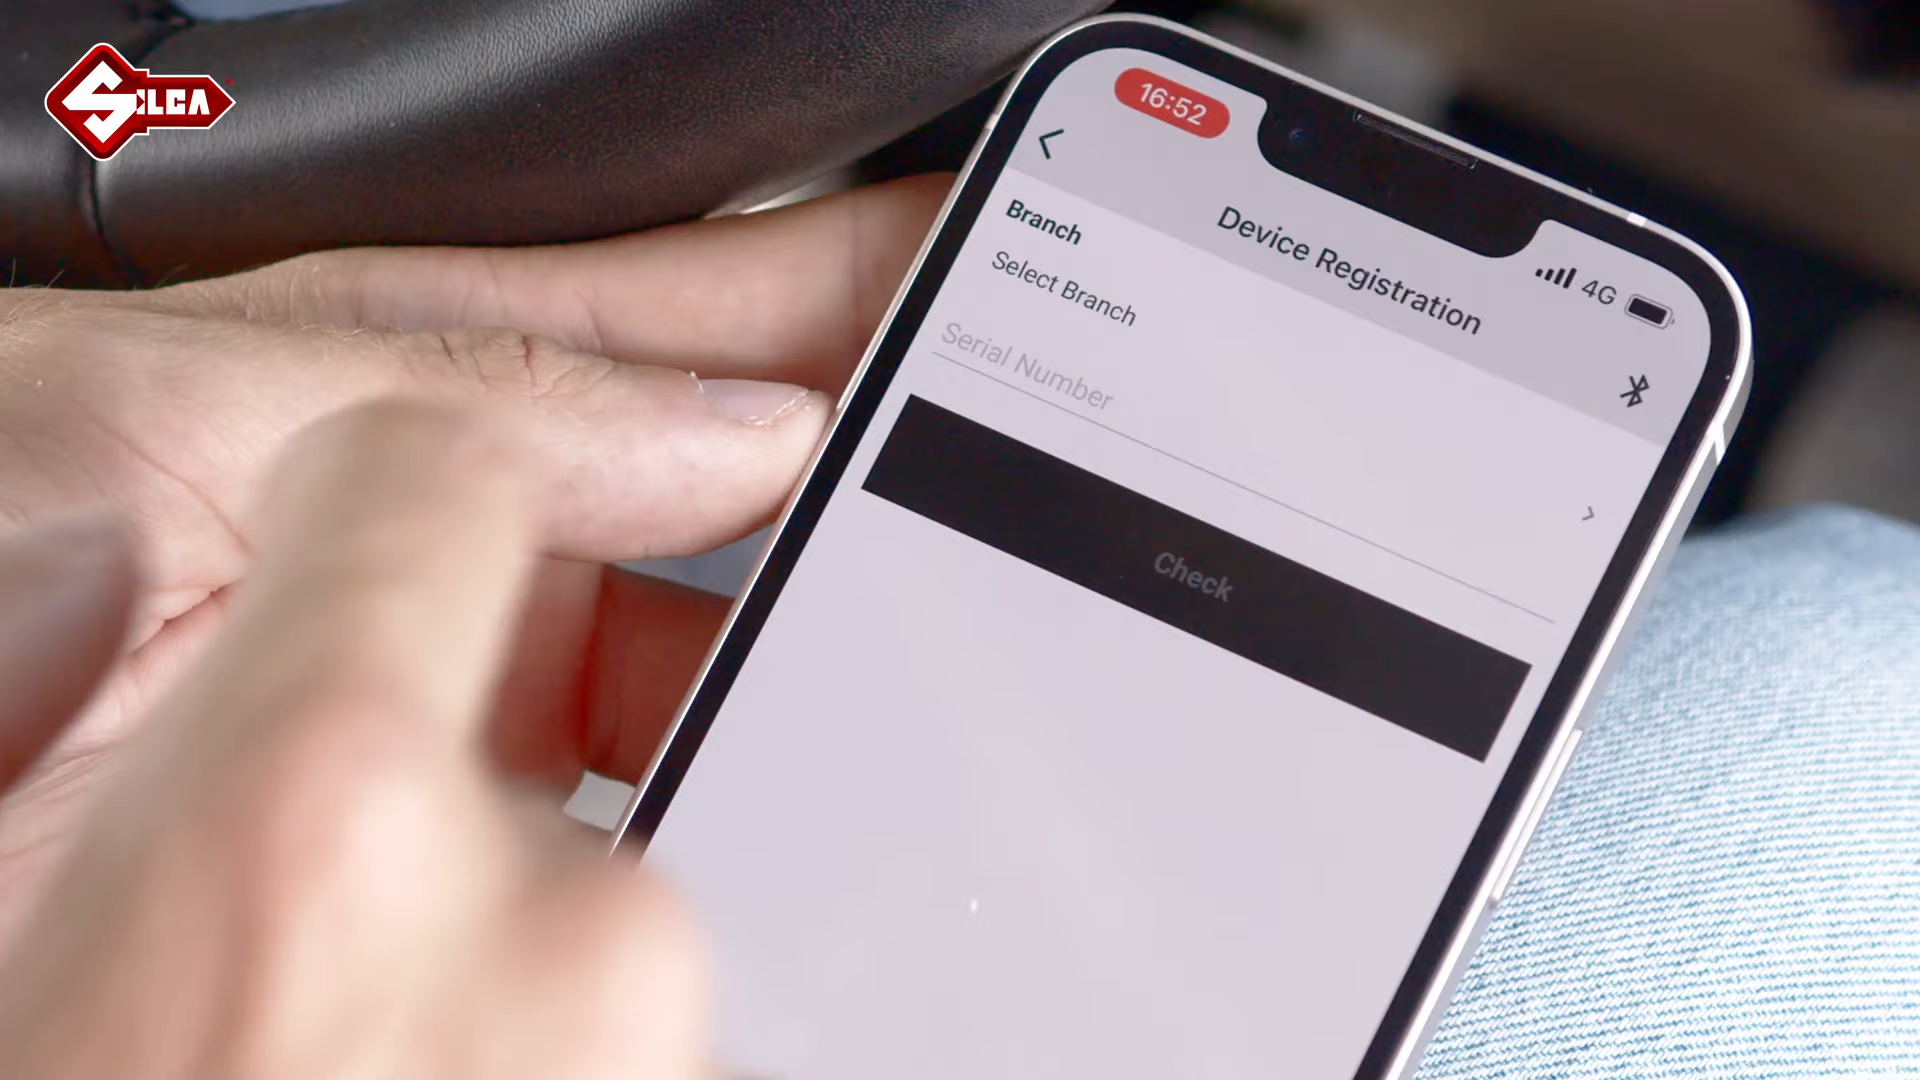 SILCA
16:52
4G
Device Registration
Branch
Select Branch
Serial Number
Check